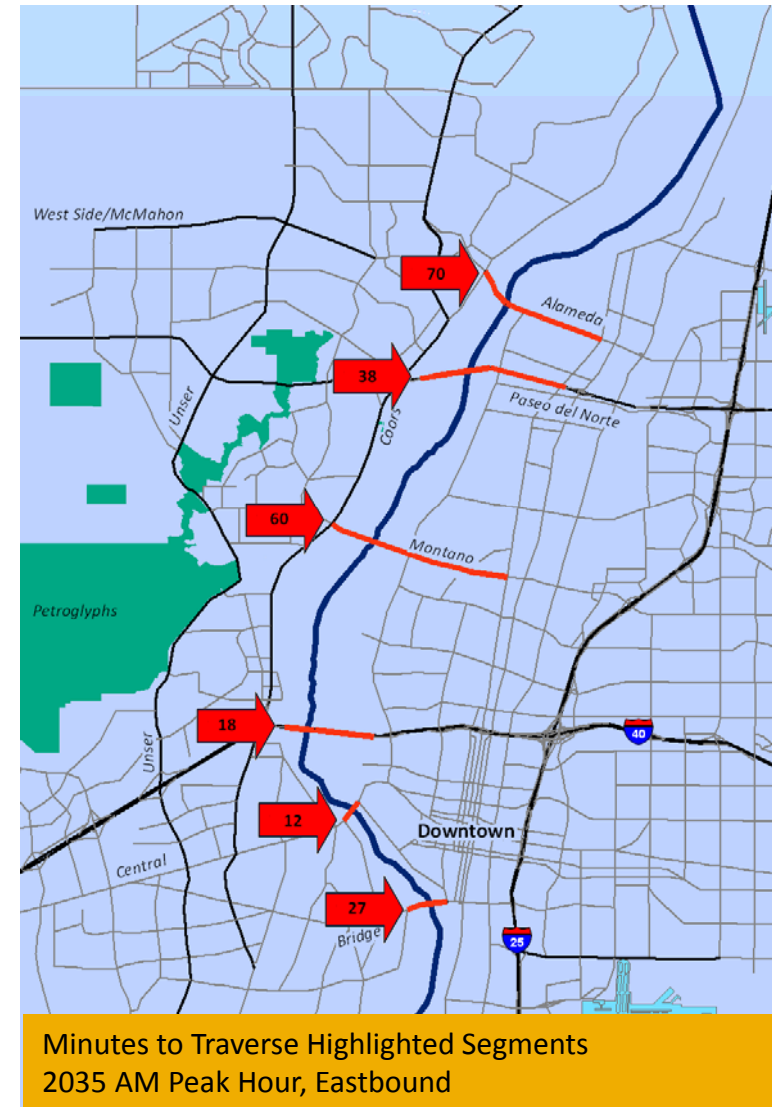 West Side/McMahon
70
Alameda
38
Unser
Coors
Paseo del Norte
60
Montano
Petroglyphs
18
40
Unser
12
Downtown
Central
27
Bridge
25
Minutes to Traverse Highlighted Segments
2035 AM Peak Hour, Eastbound